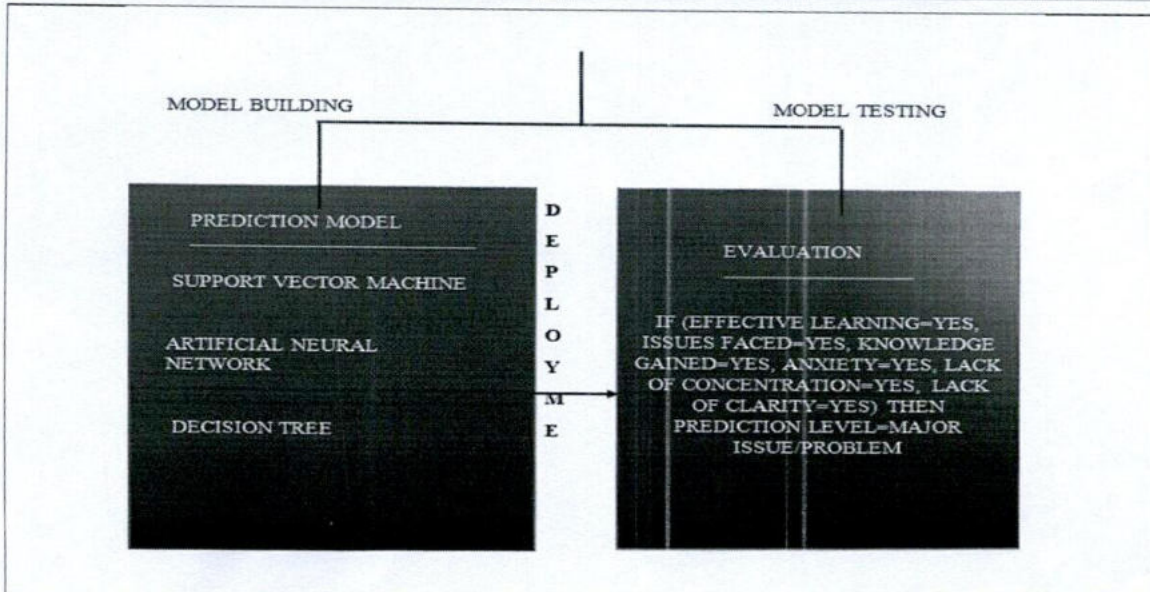 MODEL BUILDING
MODEL TESTING
PREDICTION MODEL
SUPPORT VECTOR MACHINE
ARTIFICIAL NEURAL
NETWORK
DECISION TREE
D
E
P
L
O
Y
M
E
EVALUATION
IF (EFFECTIVE LEARNING=YES,
ISSUES FACED=YES, KNOWLEDGE
GAINED=YES, ANXIETY=YES, LACK
OF CONCENTRATION=YES, LACK
OF CLARITY=YES) THEN
PREDICTION LEVEL=MAJOR
ISSUE/PROBLEM